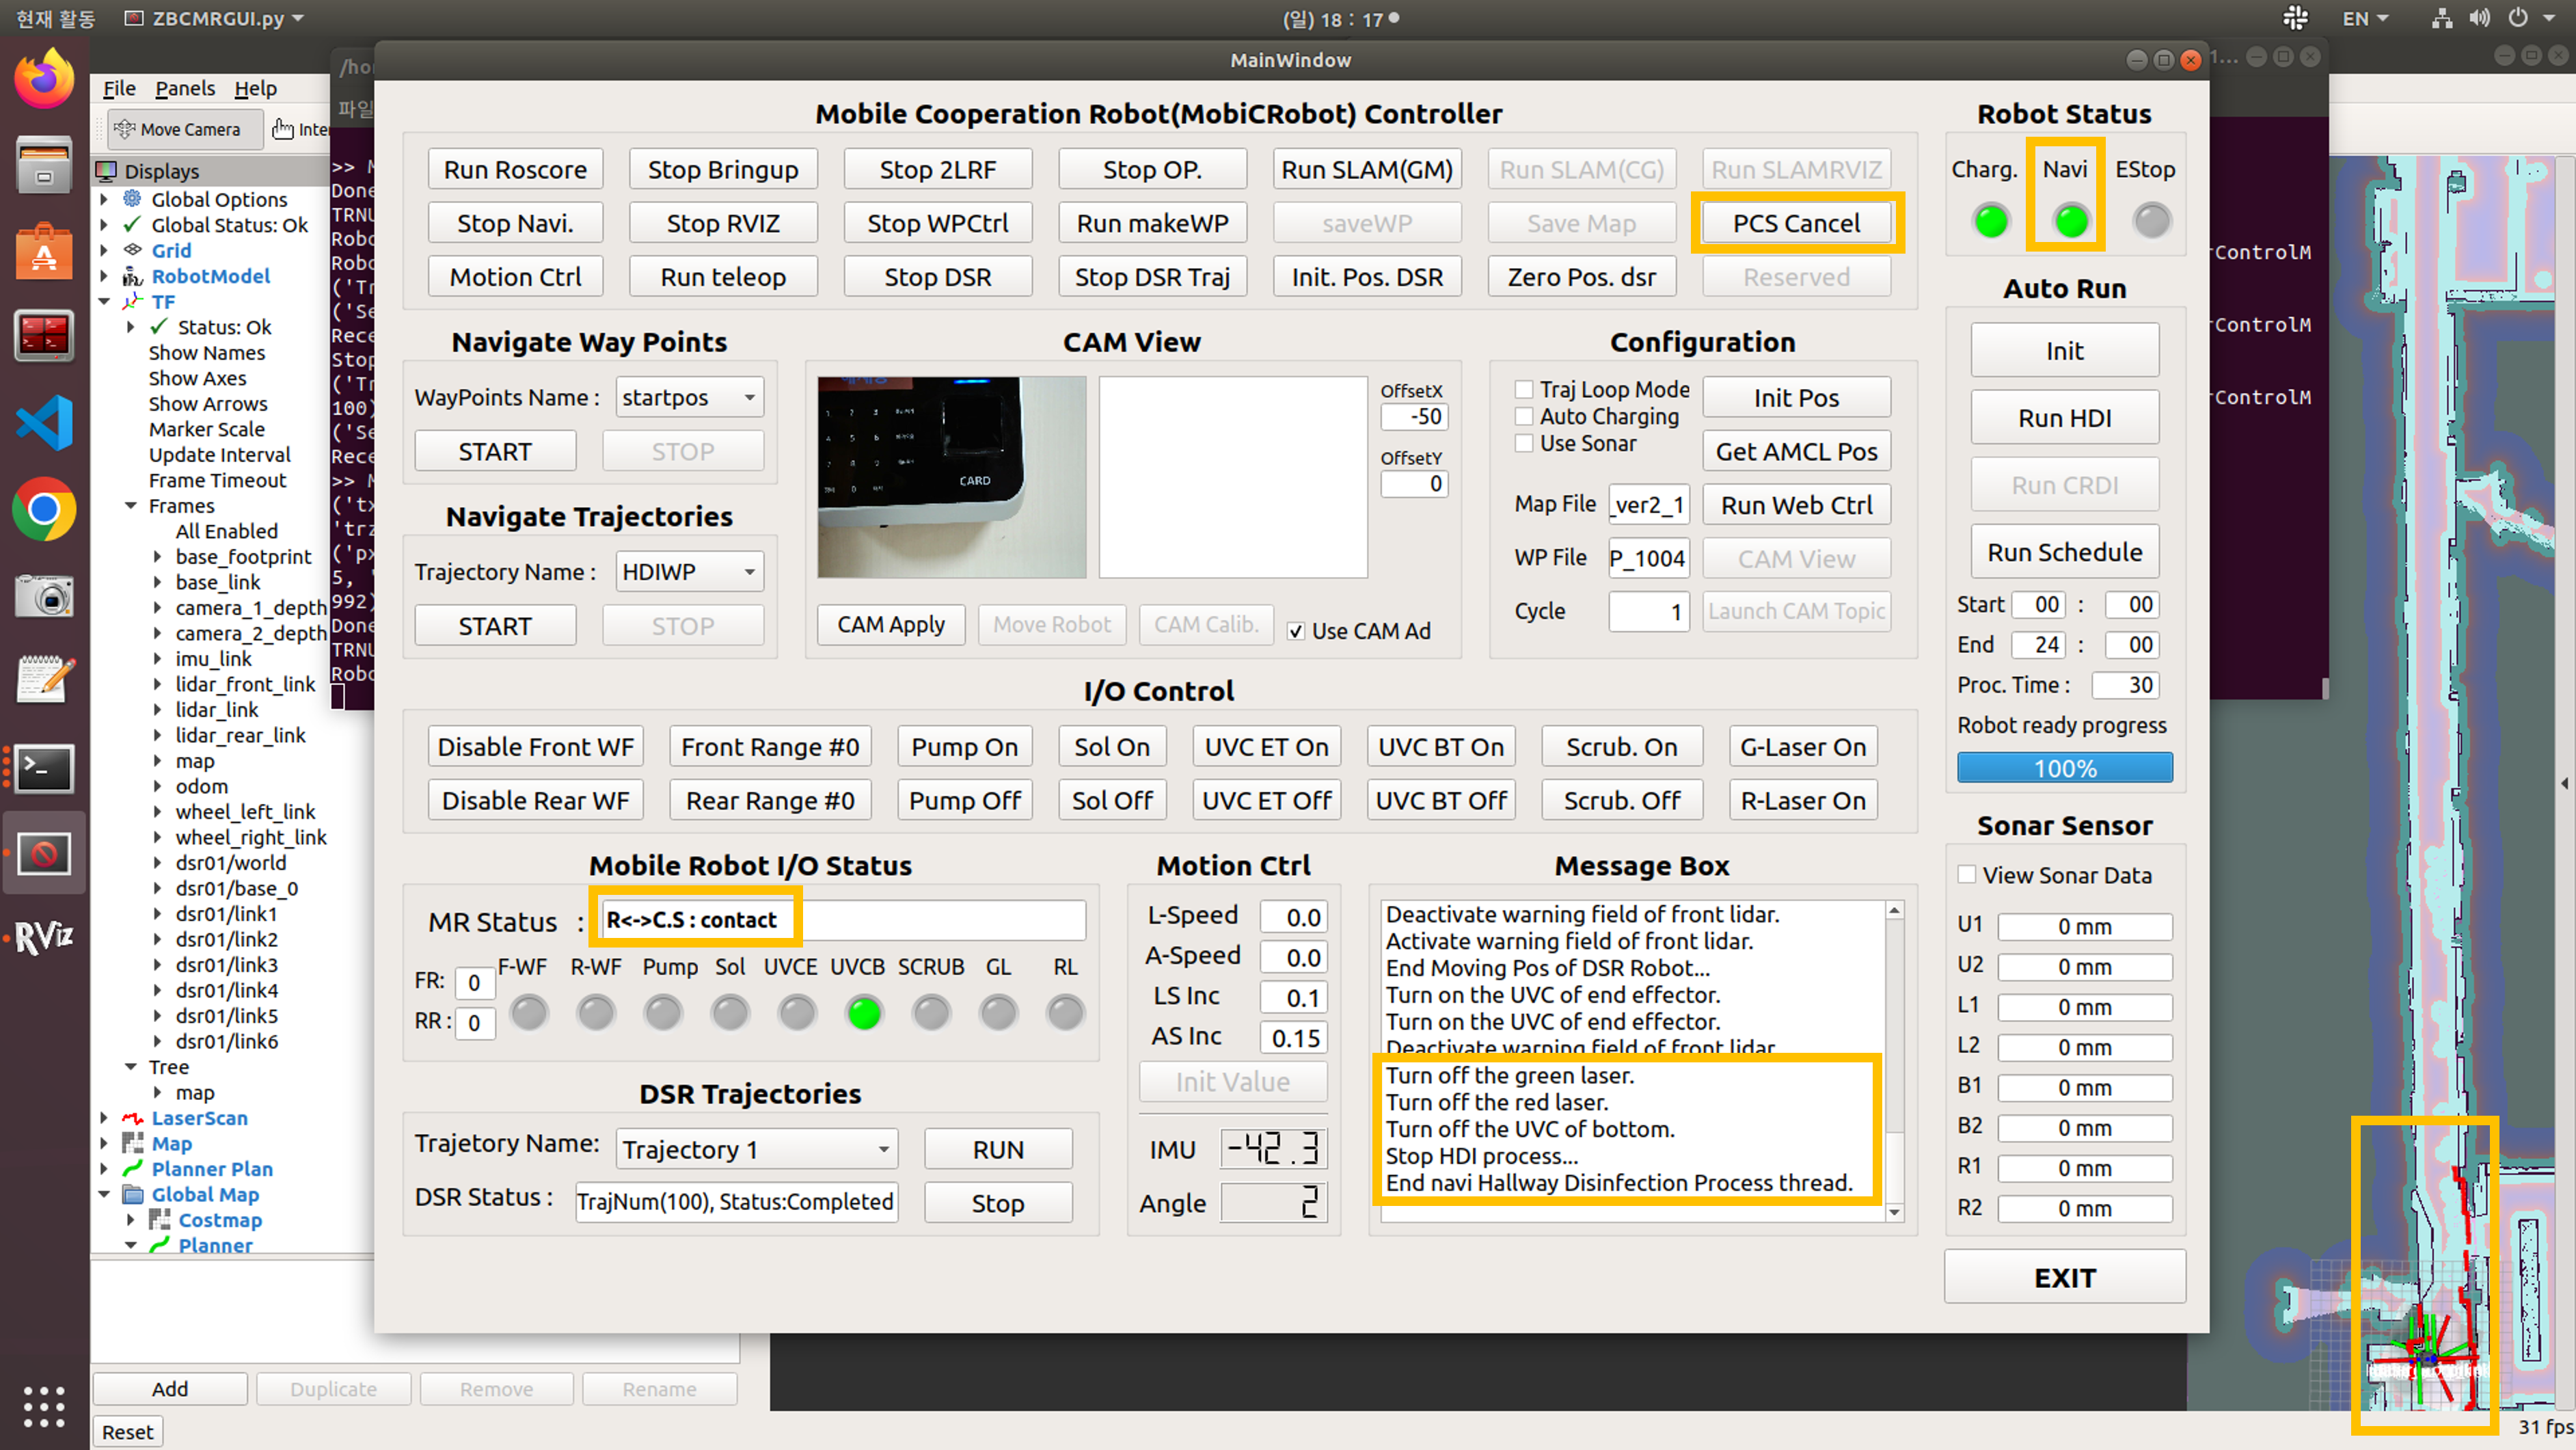 현재 활동
ZBCMRGUI.py
(일) 18 : 17
EN
File Panels Help
Move Camera
Displays
Global Options
Global Status: Ok
Grid
RobotModel
TF
Status: Ok
Show Names
Show Axes
Show Arrows
Marker Scale
Update Interval
Frame Timeout
Frames
All Enabled
base_footprint
base_link
camera_1_depth
camera_2_depth
imu_link
lidar_front_link
lidar_link
lidar_rear_link
map
odom
wheel_left_link
wheel_right_link
dsr01/world
dsr01/base_0
dsr01/link1
dsr01/link2
dsr01/link3
dsr01/link4
dsr01/link5
dsr01/link6
Tree
map
LaserScan
Map
Planner Plan
Global Map
Costmap
Planner
Add Duplicate Remove Rename
Reset
RViz
MainWindow
Mobile Cooperation Robot(MobiCRobot) Controller
Run Roscore Stop Bringup Stop 2LRF Stop OP. Run SLAM(GM) Run SLAM(CG) Run SLAMRVIZ
Stop Navi. Stop RVIZ Stop WPCtrl Run makeWP saveWP Save Map PCS Cancel
Motion Ctrl Run teleop Stop DSR Stop DSR Traj Init. Pos. DSR Zero Pos. dsr Reserved
Navigate Way Points
WayPoints Name : startpos
START STOP
Navigate Trajectories
Trajectory Name : HDIWP
START STOP
CAM View
CARD
OffsetX
-50
OffsetY
0
CAM Apply Move Robot CAM Calib. Use CAM Ad
Configuration
Traj Loop Mode
Auto Charging
Use Sonar
Init Pos
Get AMCL Pos
Map File _ver2_1 Run Web Ctrl
WP File P_1004 CAM View
Cycle 1 Launch CAM Topic
I/O Control
Disable Front WF Front Range #0 Pump On Sol On UVC ET On UVC BT On Scrub. On G-Laser On
Disable Rear WF Rear Range #0 Pump Off Sol Off UVC ET Off UVC BT Off Scrub. Off R-Laser On
Mobile Robot I/O Status
MR Status : R<->C.S : contact
F-WF R-WF Pump Sol UVCE UVCB SCRUB GL RL
FR: 0
RR : 0
DSR Trajectories
Trajetory Name: Trajectory 1 RUN
DSR Status : TrajNum(100), Status:Completed Stop
Motion Ctrl
L-Speed 0.0
A-Speed 0.0
LS Inc 0.1
AS Inc 0.15
Init Value
IMU -42.3
Angle 2
Message Box
Deactivate warning field of front lidar.
Activate warning field of front lidar.
End Moving Pos of DSR Robot...
Turn on the UVC of end effector.
Turn on the UVC of end effector.
Deactivate warning field of front lidar.
Turn off the green laser.
Turn off the red laser.
Turn off the UVC of bottom.
Stop HDI process...
End navi Hallway Disinfection Process thread.
Robot Status
Charg. Navi EStop
Auto Run
Init
Run HDI
Run CRDI
Run Schedule
Start 00 : 00
End 24 : 00
Proc. Time : 30
Robot ready progress
100%
Sonar Sensor
View Sonar Data
U1 0 mm
U2 0 mm
L1 0 mm
L2 0 mm
B1 0 mm
B2 0 mm
R1 0 mm
R2 0 mm
EXIT
31 fps